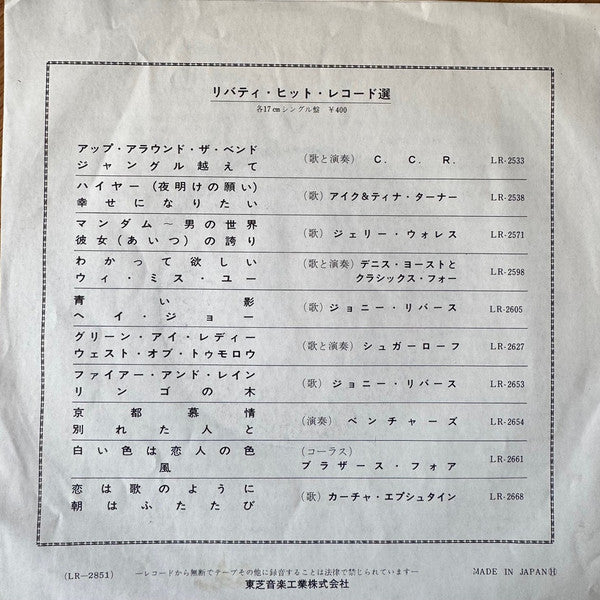 リバティ・ヒット・レコード選
各17cmシングル盤 ¥400
アップ・アラウンド・ザ・ベンド
ジャングル越えて
(歌と演奏) C. C. R. LR-2533
ハイヤー(夜明けの願い)
幸せになりたい
(歌) アイク&ティナ・ターナー LR-2538
マンダム~男の世界
彼女(あいつ)の誇り
(歌) ジェリー・ウォレス LR-2571
わかって欲しい
ウィ・ミス・ユー
(歌と演奏) デニス・ヨーストと
クラシックス・フォー LR-2598
青い影
ヘイ・ジョー
(歌) ジョニー・リバース LR-2605
グリーン・アイ・レディー
ウェスト・オブ・トゥモロウ
(歌と演奏) シュガーローフ LR-2627
ファイアー・アンド・レイン
リンゴの木
(歌) ジョニー・リバース LR-2653
京都慕情
別れた人と
(演奏) ベンチャーズ LR-2654
白い色は恋人の色
風
(コーラス)
ブラザース・フォア LR-2661
恋は歌のように
朝はふたたび
(歌) カーチャ・エプシュタイン LR-2668
(LR-2851) ―レコードから無断でテープその他に録音することは法律で禁じられています― MADE IN JAPAN Ⓗ
東芝音楽工業株式会社